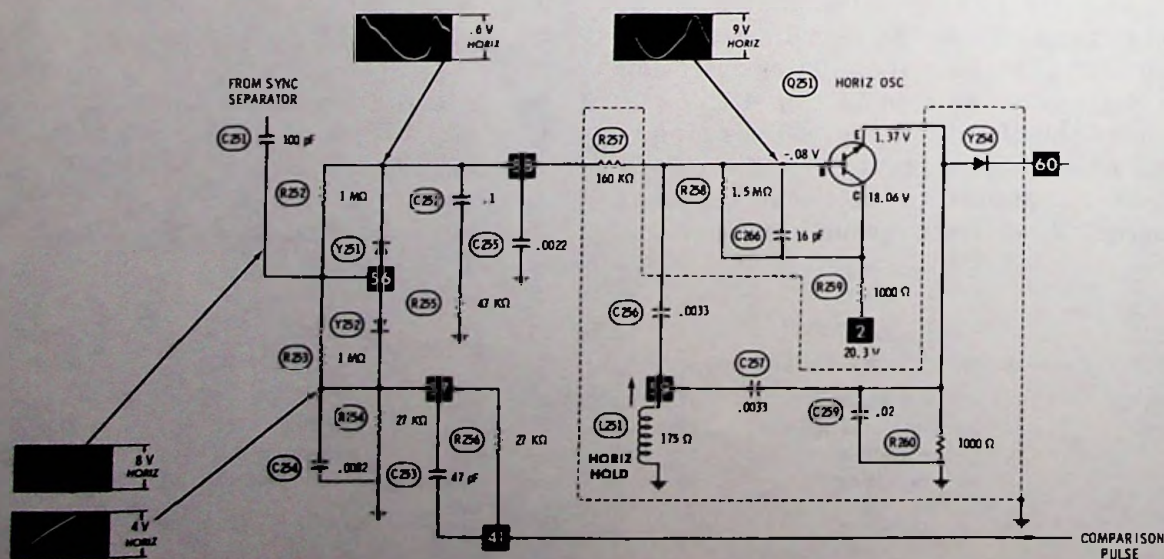 .6 V
HORIZ
9 V
HORIZ
FROM SYNC
SEPARATOR
C251
100 pF
Q251
HORIZ OSC
R257
160 KΩ
-.08 V
E
1.37 V
Y254
60
B
C
18.06 V
R252
1 MΩ
.1
R258
1.5 MΩ
Y251
C255
.0022
C266
16 pF
56
R255
47 KΩ
R259
1000 Ω
Y252
C256
.0033
2
20.3 V
R253
1 MΩ
C257
.0033
R254
27 KΩ
C259
.02
L251
175 Ω
R256
27 KΩ
R260
1000 Ω
HORIZ
HOLD
C254
.0082
C253
47 pF
8 V
HORIZ
4 V
HORIZ
COMPARISON
PULSE